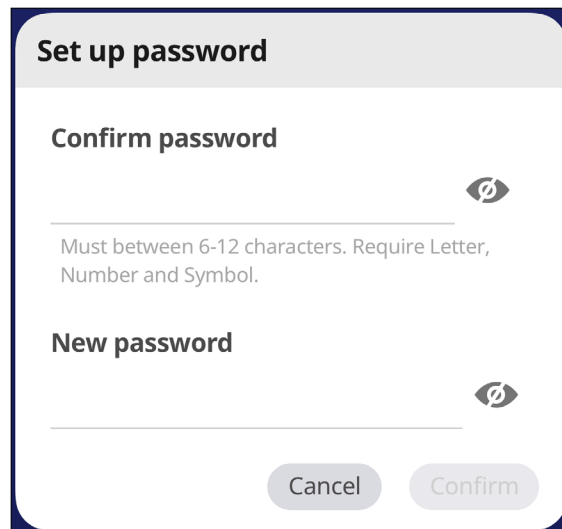 Set up password
Confirm password
Must between 6-12 characters. Require Letter,
Number and Symbol.
New password
Cancel
Confirm